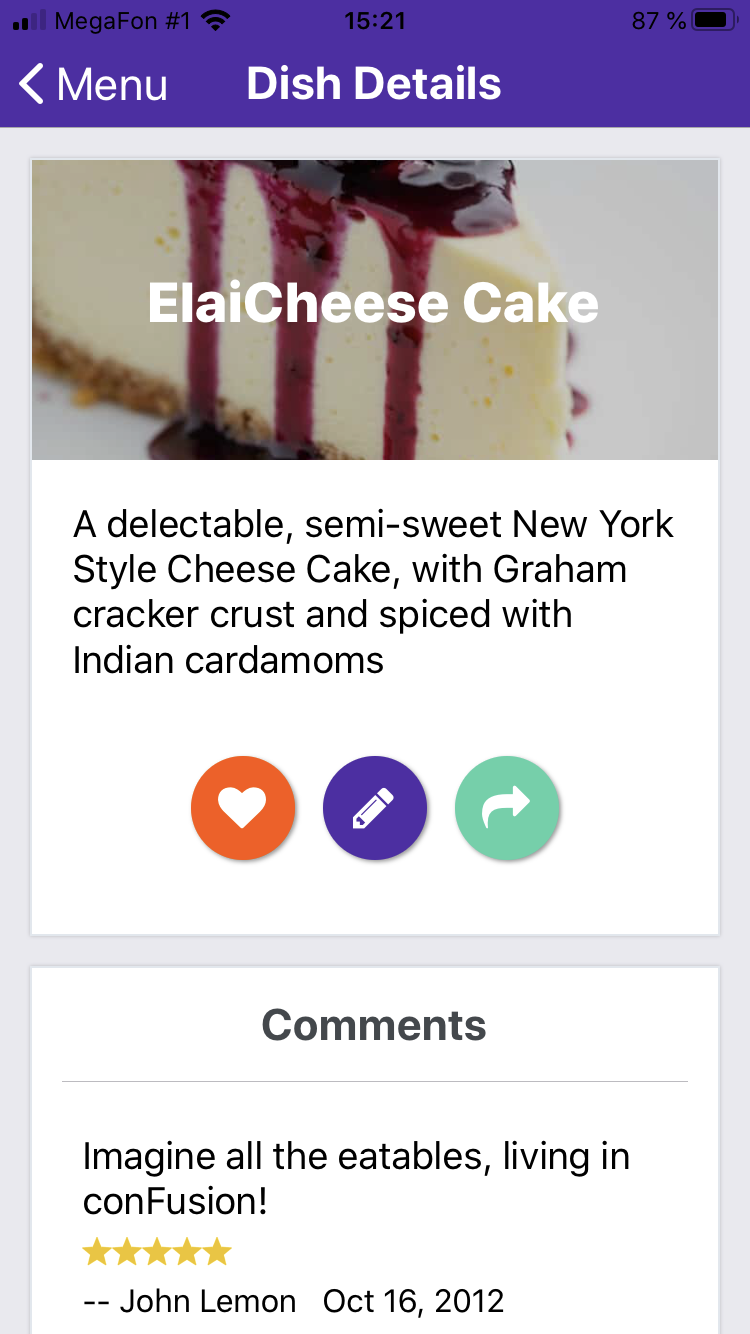 MegaFon #1 15:21 87 %
Menu Dish Details
ElaiCheese Cake
A delectable, semi-sweet New York
Style Cheese Cake, with Graham
cracker crust and spiced with
Indian cardamoms
Comments
Imagine all the eatables, living in
conFusion!
-- John Lemon Oct 16, 2012